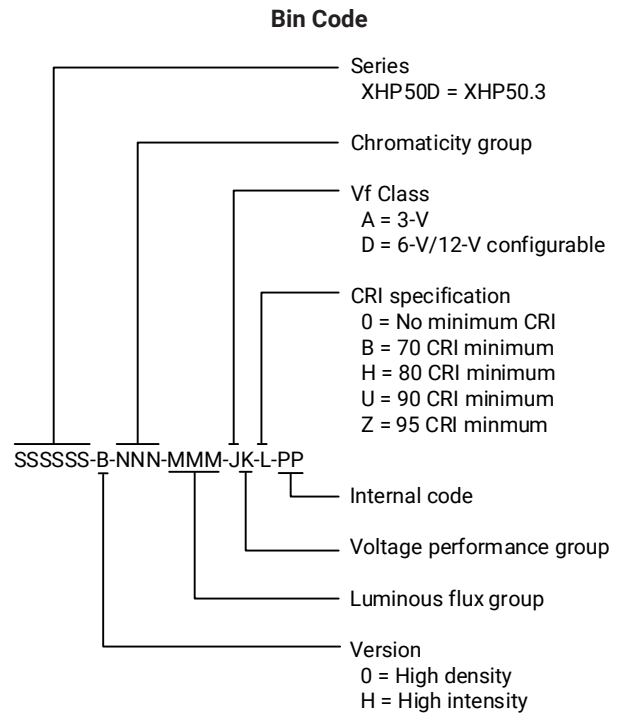 Bin Code
Series
XHP50D = XHP50.3
Chromaticity group
Vf Class
A = 3-V
D = 6-V/12-V configurable
CRI specification
0 = No minimum CRI
B = 70 CRI minimum
H = 80 CRI minimum
U = 90 CRI minimum
Z = 95 CRI minmum
SSSSSS-B-NNN-MMM-JK-L-PP
Internal code
Voltage performance group
Luminous flux group
Version
0 = High density
H = High intensity